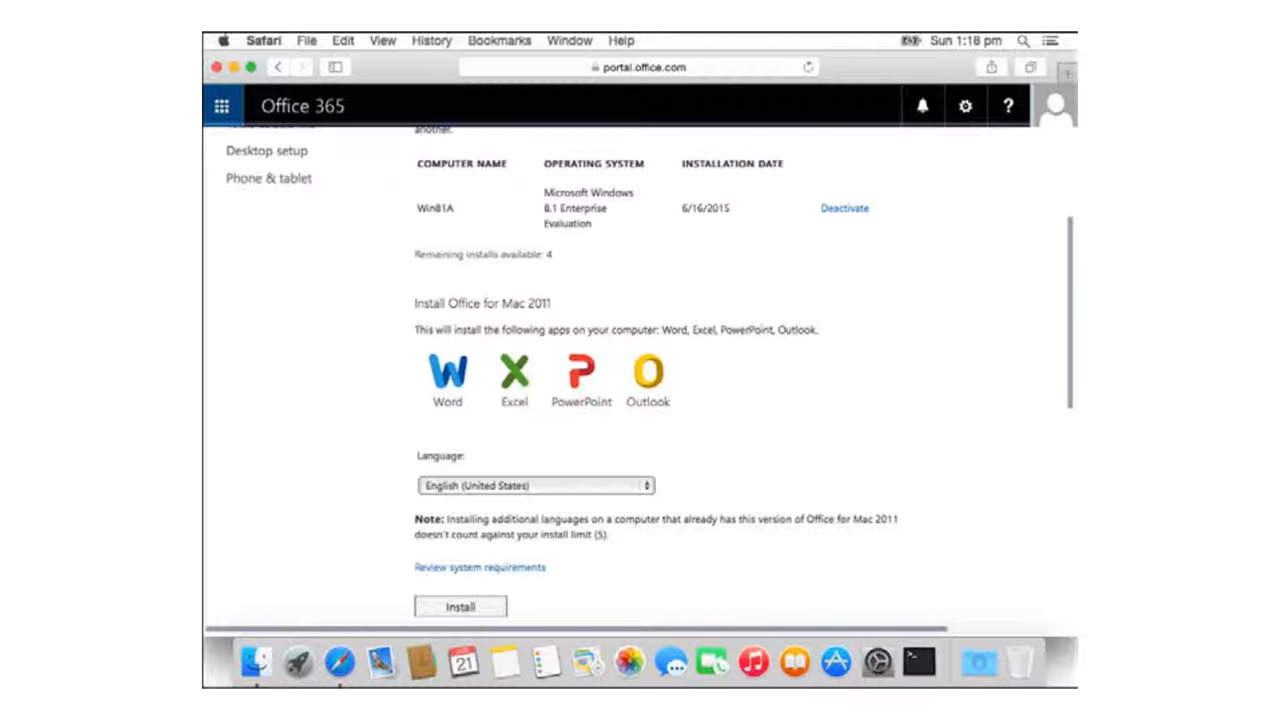 Safari File Edit View History Bookmarks Window Help Sun 1:18 pm
portal.office.com
Office 365 ?
another.
Desktop setup
Phone & tablet
COMPUTER NAME OPERATING SYSTEM INSTALLATION DATE
Microsoft Windows
Win81A 8.1 Enterprise 6/16/2015 Deactivate
Evaluation
Remaining installs available: 4
Install Office for Mac 2011
This will install the following apps on your computer: Word, Excel, PowerPoint, Outlook.
W X P O
Word Excel PowerPoint Outlook
Language:
English (United States)
Note: Installing additional languages on a computer that already has this version of Office for Mac 2011
doesn't count against your install limit (5).
Review system requirements
Install
21